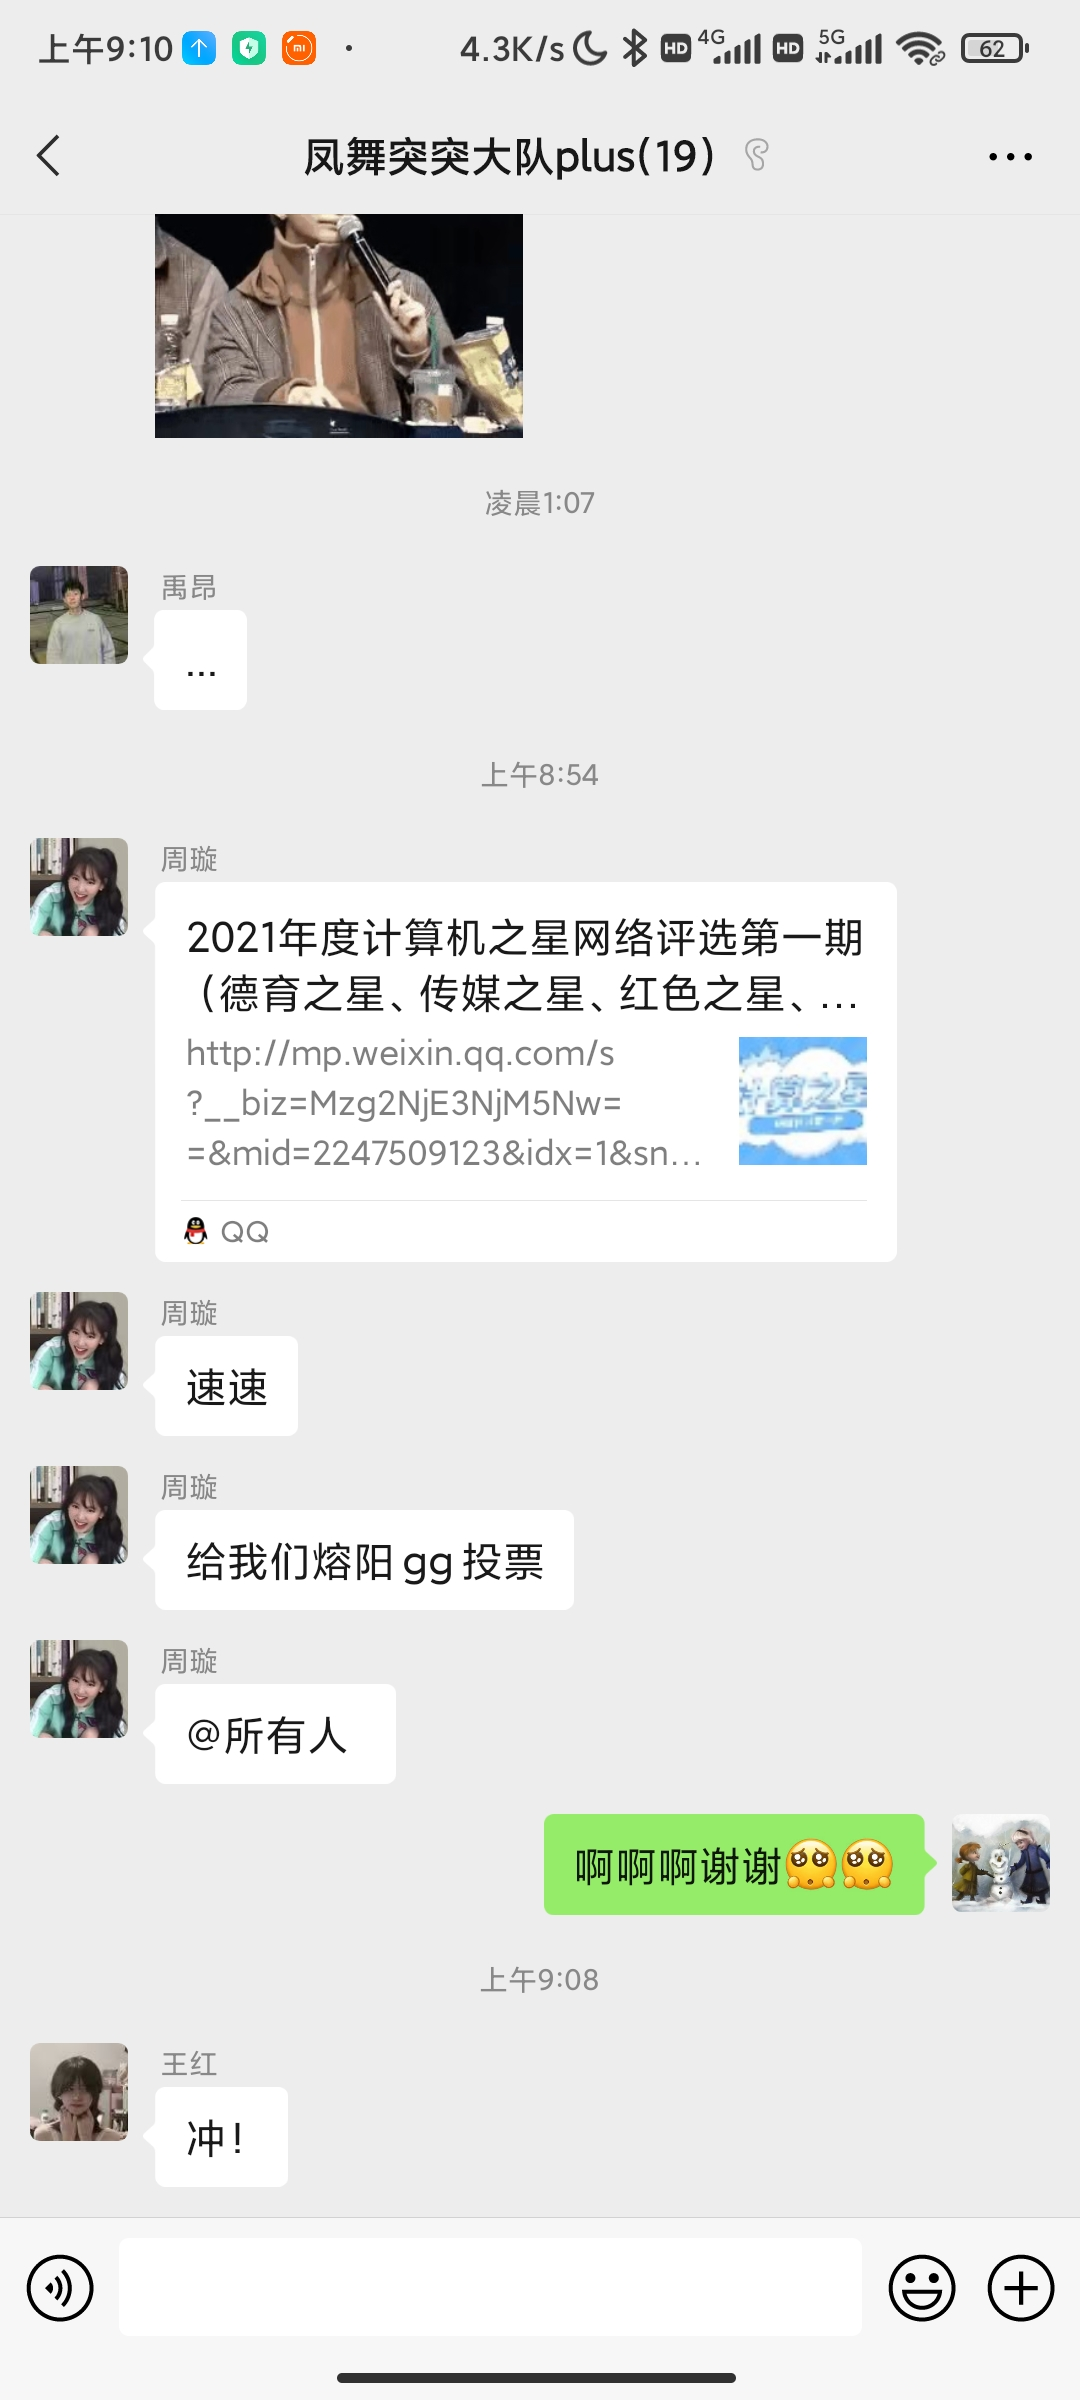 上午9:10
4.3K/s HD 4G HD 5G 62
凤舞突突大队plus(19)
凌晨1:07
禹昂
...
上午8:54
周璇
2021年度计算机之星网络评选第一期
（德育之星、传媒之星、红色之星、...
http://mp.weixin.qq.com/s
?__biz=Mzg2NjE3NjM5Nw=
=&mid=2247509123&idx=1&sn...
QQ
周璇
速速
周璇
给我们熔阳gg投票
周璇
@所有人
啊啊啊谢谢🥺🥺
上午9:08
王红
冲！